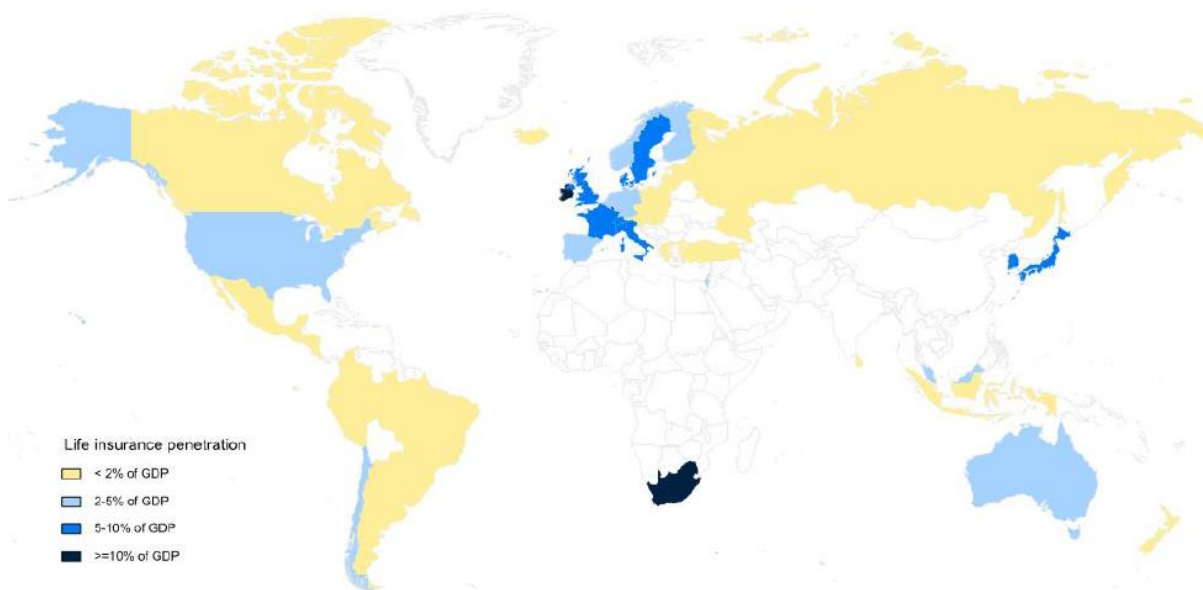 Life insurance penetration
< 2% of GDP
2-5% of GDP
5-10% of GDP
>=10% of GDP